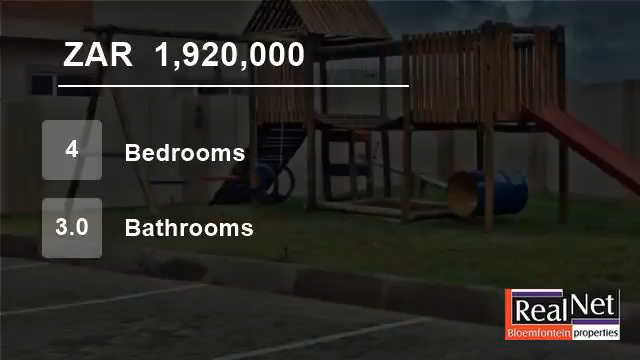 ZAR 1,920,000
4 Bedrooms
3.0 Bathrooms
RealNet
Bloemfontein properties